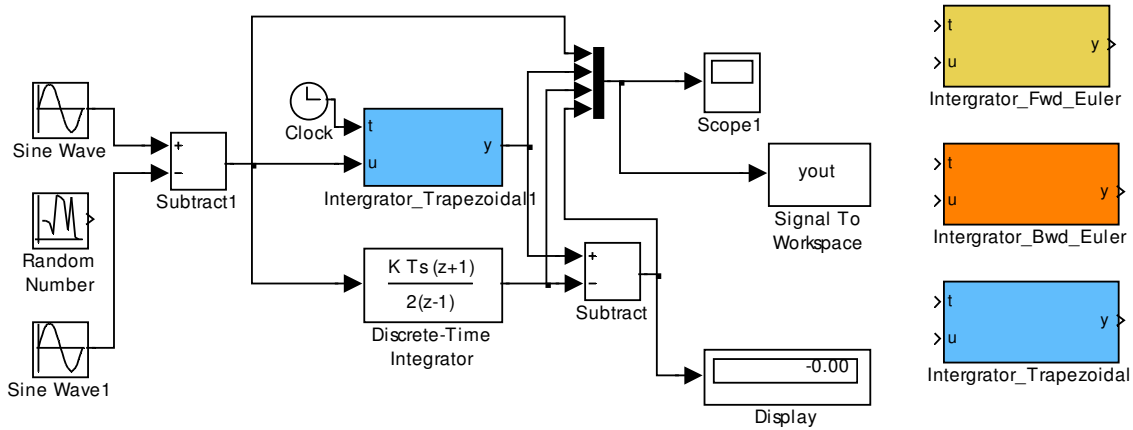 Sine Wave
Random
Number
Sine Wave1
+
−
Subtract1
Clock
t
u
y
Intergrator_Trapezoidal1
K Ts (z+1)
2(z-1)
Discrete-Time
Integrator
+
−
Subtract
Scope1
yout
Signal To
Workspace
-0.00
Display
t
u
y
Intergrator_Fwd_Euler
t
u
y
Intergrator_Bwd_Euler
t
u
y
Intergrator_Trapezoidal